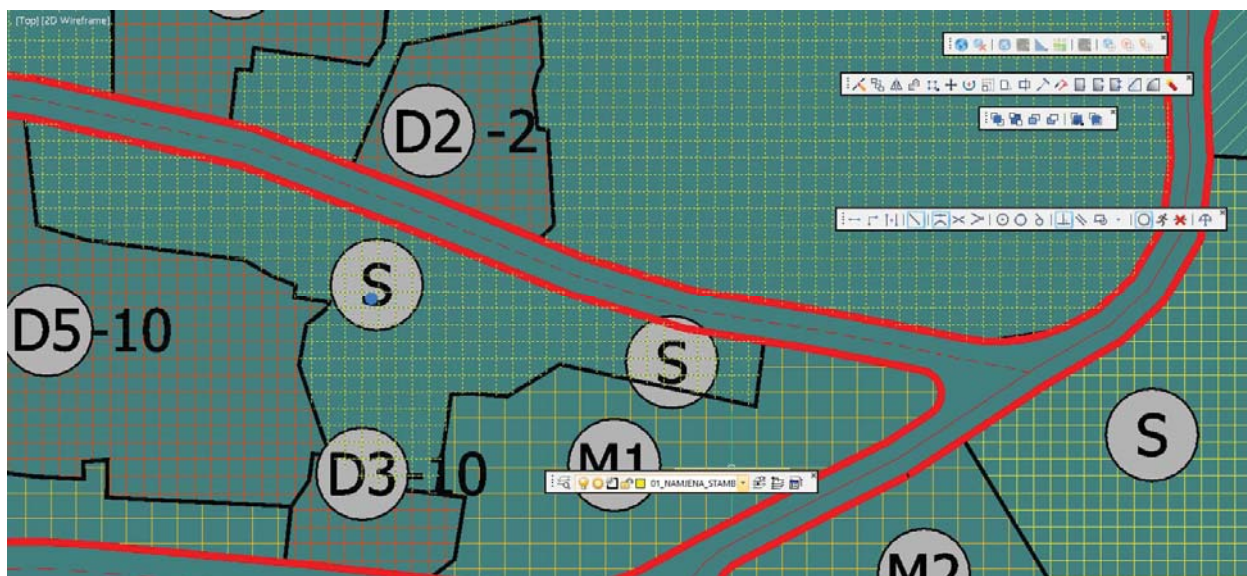 [Top] [2D Wireframe]
D2 -2
S
D5 -10
S
S
M1
D3 -10
01_NAMJENA_STAMB
M2